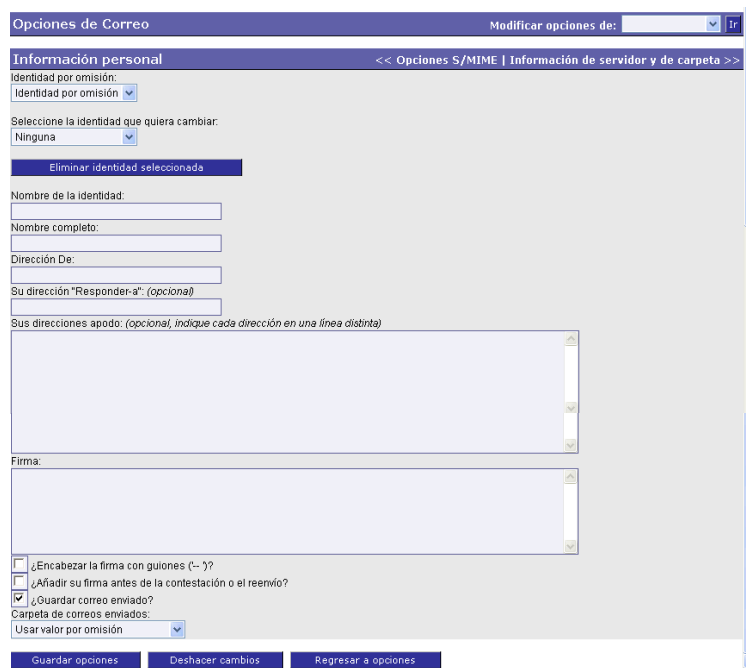 Opciones de Correo Modificar opciones de: Ir
Información personal << Opciones S/MIME | Información de servidor y de carpeta >>
Identidad por omisión:
Identidad por omisión
Seleccione la identidad que quiera cambiar:
Ninguna
Eliminar identidad seleccionada
Nombre de la identidad:
Nombre completo:
Dirección De:
Su dirección "Responder-a": (opcional)
Sus direcciones apodo: (opcional, indique cada dirección en una línea distinta)
Firma:
¿Encabezar la firma con guiones ('-- ')?
¿Añadir su firma antes de la contestación o el reenvío?
¿Guardar correo enviado?
Carpeta de correos enviados:
Usar valor por omisión
Guardar opciones Deshacer cambios Regresar a opciones